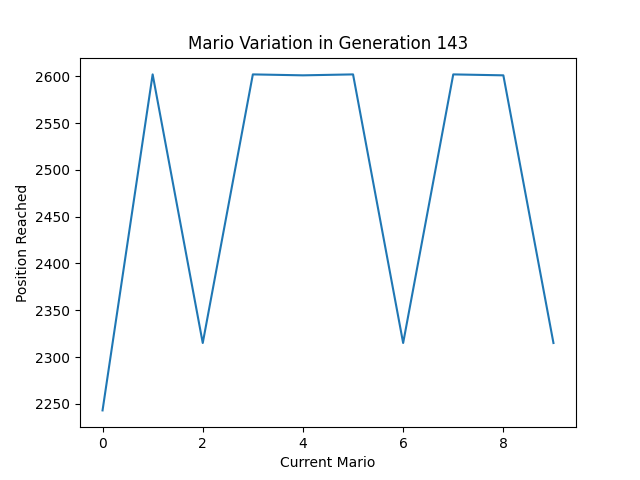 Mario Variation in Generation 143
2600
2550
2500
2450
2400
2350
2300
2250
Position Reached
0 2 4 6 8
Current Mario